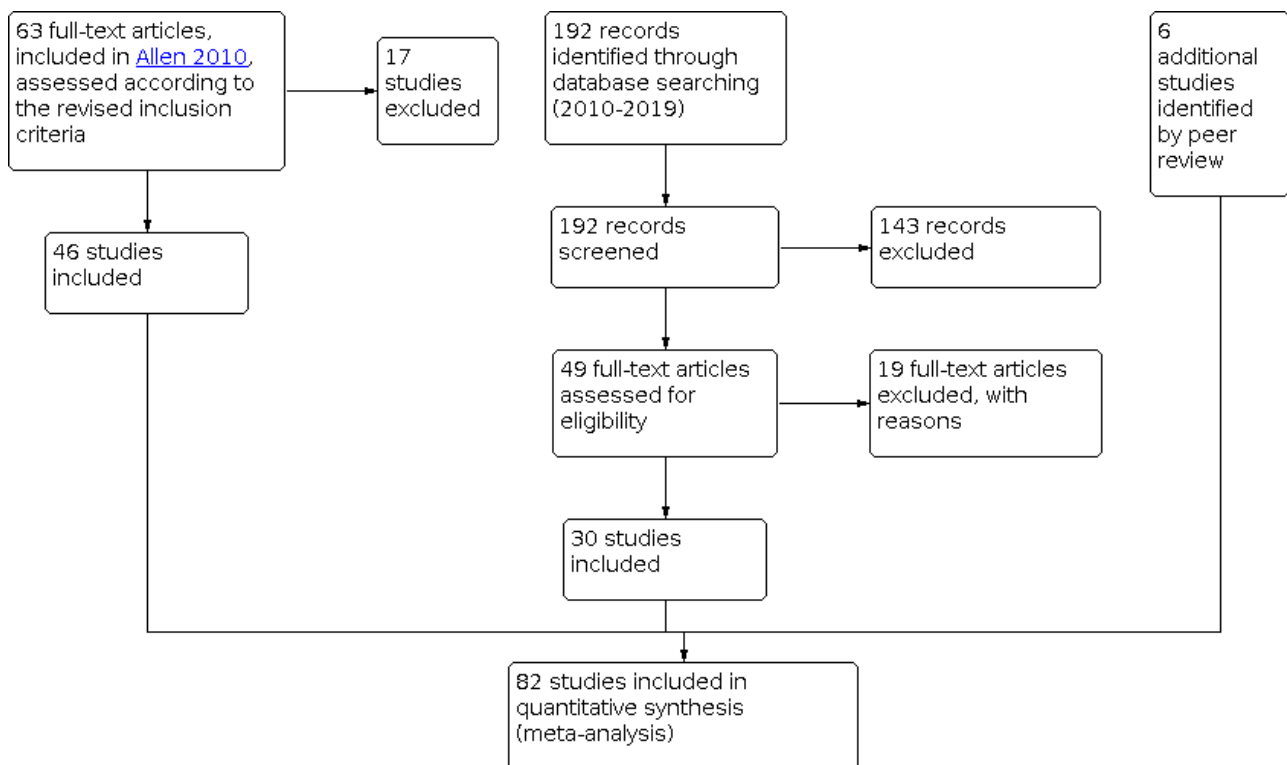 63 full-text articles,
included in Allen 2010,
assessed according to
the revised inclusion
criteria
17
studies
excluded
192 records
identified through
database searching
(2010-2019)
6
additional
studies
identified
by peer
review
46 studies
included
192 records
screened
143 records
excluded
49 full-text articles
assessed for
eligibility
19 full-text articles
excluded, with
reasons
30 studies
included
82 studies included in
quantitative synthesis
(meta-analysis)